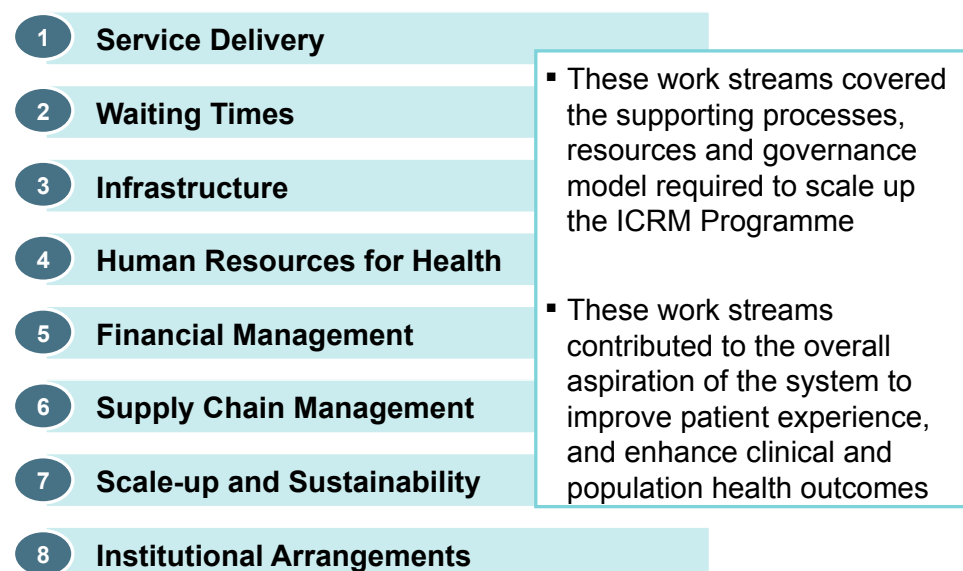 1 Service Delivery
2 Waiting Times
3 Infrastructure
4 Human Resources for Health
5 Financial Management
6 Supply Chain Management
7 Scale-up and Sustainability
8 Institutional Arrangements
▪ These work streams covered
the supporting processes,
resources and governance
model required to scale up
the ICRM Programme
▪ These work streams
contributed to the overall
aspiration of the system to
improve patient experience,
and enhance clinical and
population health outcomes